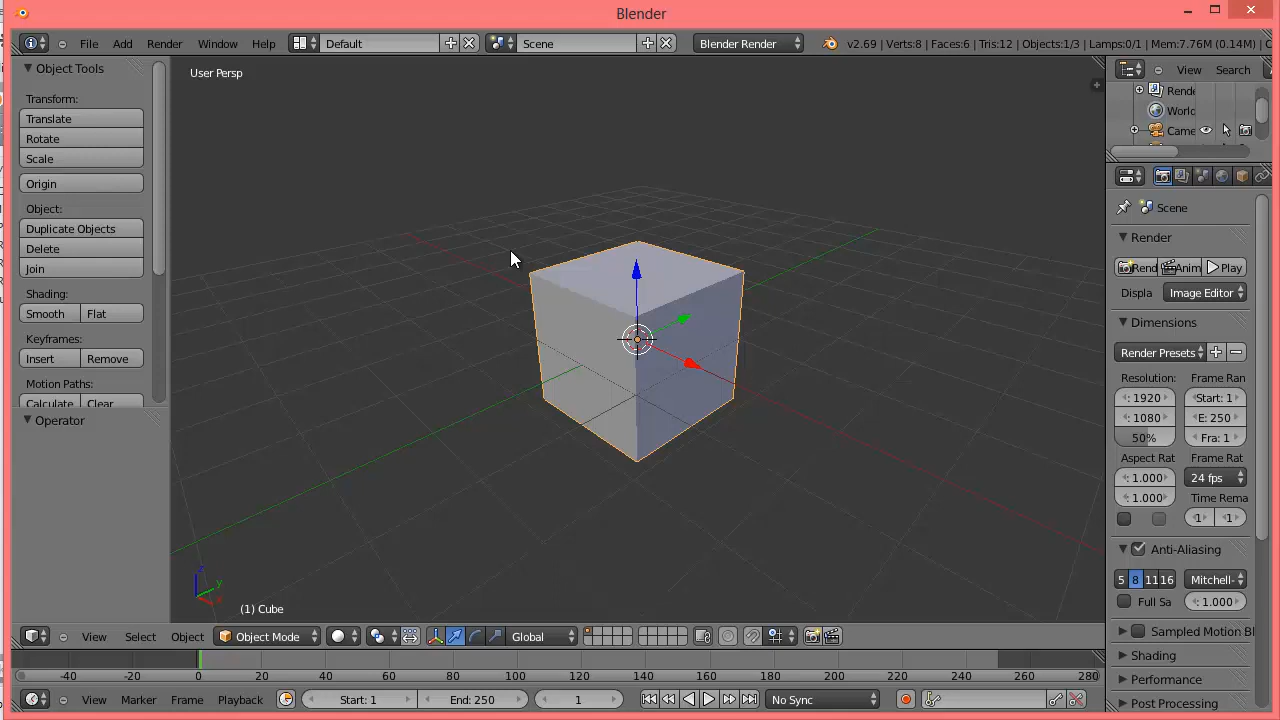 Blender
File Add Render Window Help Default Scene Blender Render v2.69 | Verts:8 | Faces:6 | Tris:12 | Objects:1/3 | Lamps:0/1 | Mem:7.76M (0.14M) | C
Object Tools
Transform:
Translate
Rotate
Scale
Origin
Object:
Duplicate Objects
Delete
Join
Shading:
Smooth Flat
Keyframes:
Insert Remove
Motion Paths:
Calculate Clear
Operator
User Persp
z
y
x
(1) Cube
View Search
Rende
Worl
Came
Scene
Render
Rend Anim Play
Displa Image Editor
Dimensions
Render Presets
Resolution: Frame Ran
: 1920 Start: 1
: 1080 E: 250
50% Fra: 1
Aspect Rat Frame Rat
: 1.000 24 fps
: 1.000 Time Rema
: 1 : 1
Anti-Aliasing
5 8 11 16 Mitchell-
Full Sa : 1.000
Sampled Motion Bl
Shading
Performance
Post Processing
View Select Object Object Mode Global
-40 -20 0 20 40 60 80 100 120 140 160 180 200 220 240 260 280
View Marker Frame Playback Start: 1 End: 250 1 No Sync